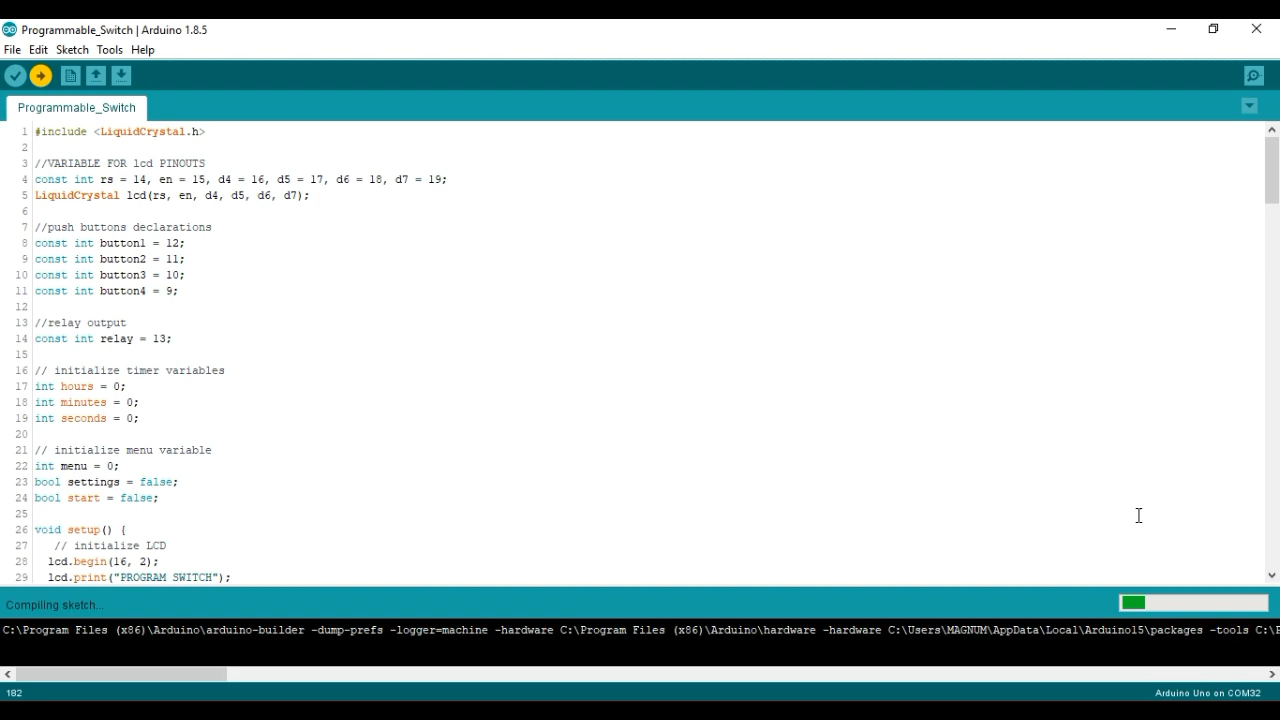 Programmable_Switch | Arduino 1.8.5
File Edit Sketch Tools Help
Programmable_Switch
1 #include <LiquidCrystal.h>
2
3 //VARIABLE FOR lcd PINOUTS
4 const int rs = 14, en = 15, d4 = 16, d5 = 17, d6 = 18, d7 = 19;
5 LiquidCrystal lcd(rs, en, d4, d5, d6, d7);
6
7 //push buttons declarations
8 const int button1 = 12;
9 const int button2 = 11;
10 const int button3 = 10;
11 const int button4 = 9;
12
13 //relay output
14 const int relay = 13;
15
16 // initialize timer variables
17 int hours = 0;
18 int minutes = 0;
19 int seconds = 0;
20
21 // initialize menu variable
22 int menu = 0;
23 bool settings = false;
24 bool start = false;
25
26 void setup() {
27 // initialize LCD
28 lcd.begin(16, 2);
29 lcd.print("PROGRAM SWITCH");
Compiling sketch...
C:\Program Files (x86)\Arduino\arduino-builder -dump-prefs -logger=machine -hardware C:\Program Files (x86)\Arduino\hardware -hardware C:\Users\MAGNUM\AppData\Local\Arduino15\packages -tools C:\P
182 Arduino Uno on COM32